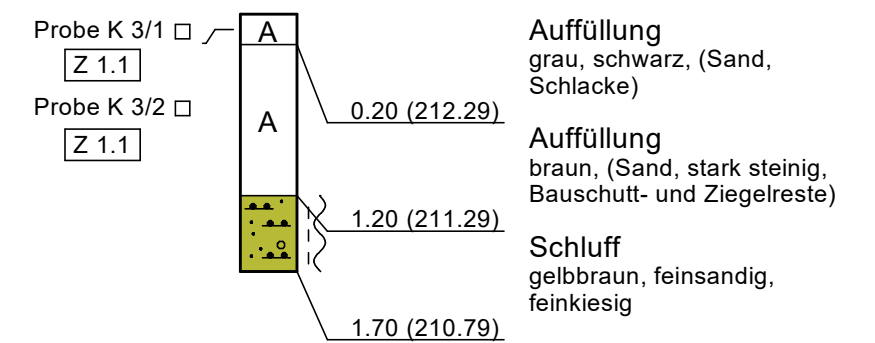 Probe K 3/1
Z 1.1
Probe K 3/2
Z 1.1
A
A
0.20 (212.29)
1.20 (211.29)
1.70 (210.79)
Auffüllung
grau, schwarz, (Sand,
Schlacke)
Auffüllung
braun, (Sand, stark steinig,
Bauschutt- und Ziegelreste)
Schluff
gelbbraun, feinsandig,
feinkiesig